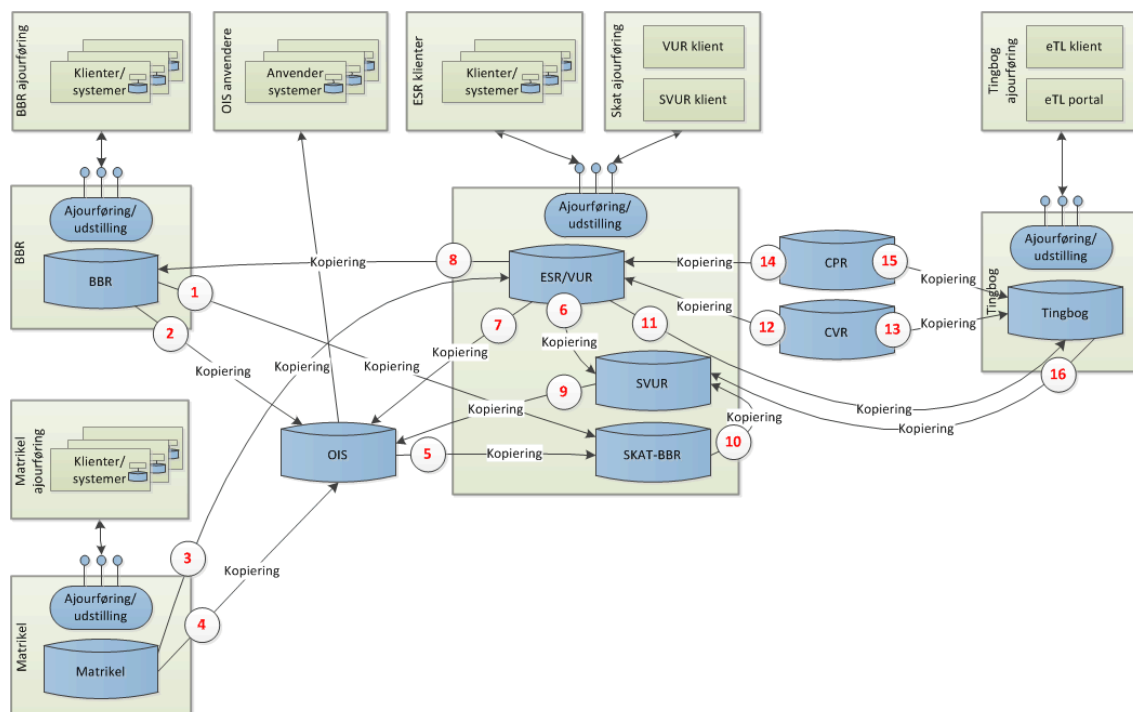 BBR ajourføring
Klienter/
systemer
OIS anvendere
Anvender
systemer
ESR klienter
Klienter/
systemer
Skat ajourføring
VUR klient
SVUR klient
Tingbog
ajourføring
eTL klient
eTL portal
BBR
Ajourføring/
udstilling
BBR
Ajourføring/
udstilling
ESR/VUR
SVUR
SKAT-BBR
CPR
CVR
Tingbog
Ajourføring/
udstilling
Tingbog
OIS
Matrikel
ajourføring
Klienter/
systemer
Matrikel
Ajourføring/
udstilling
Matrikel
1
Kopiering
2
Kopiering
3
Kopiering
4
Kopiering
5
Kopiering
6
Kopiering
7
Kopiering
8
Kopiering
9
Kopiering
10
Kopiering
11
Kopiering
12
Kopiering
13
Kopiering
14
Kopiering
15
Kopiering
16
Kopiering